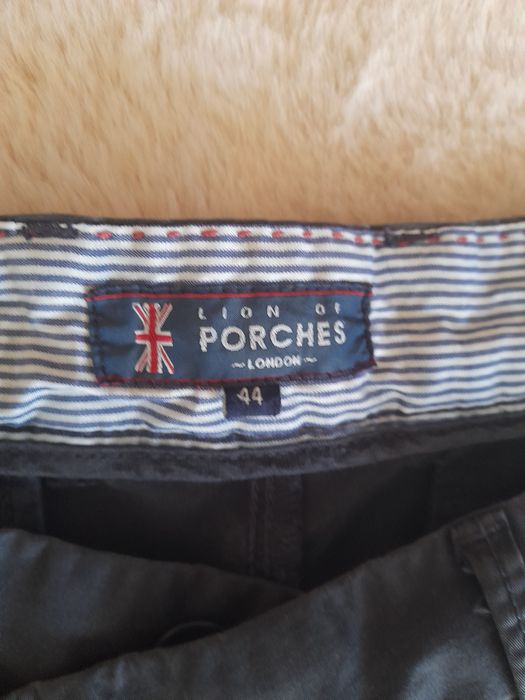 LION OF
PORCHES
~LONDON~
44